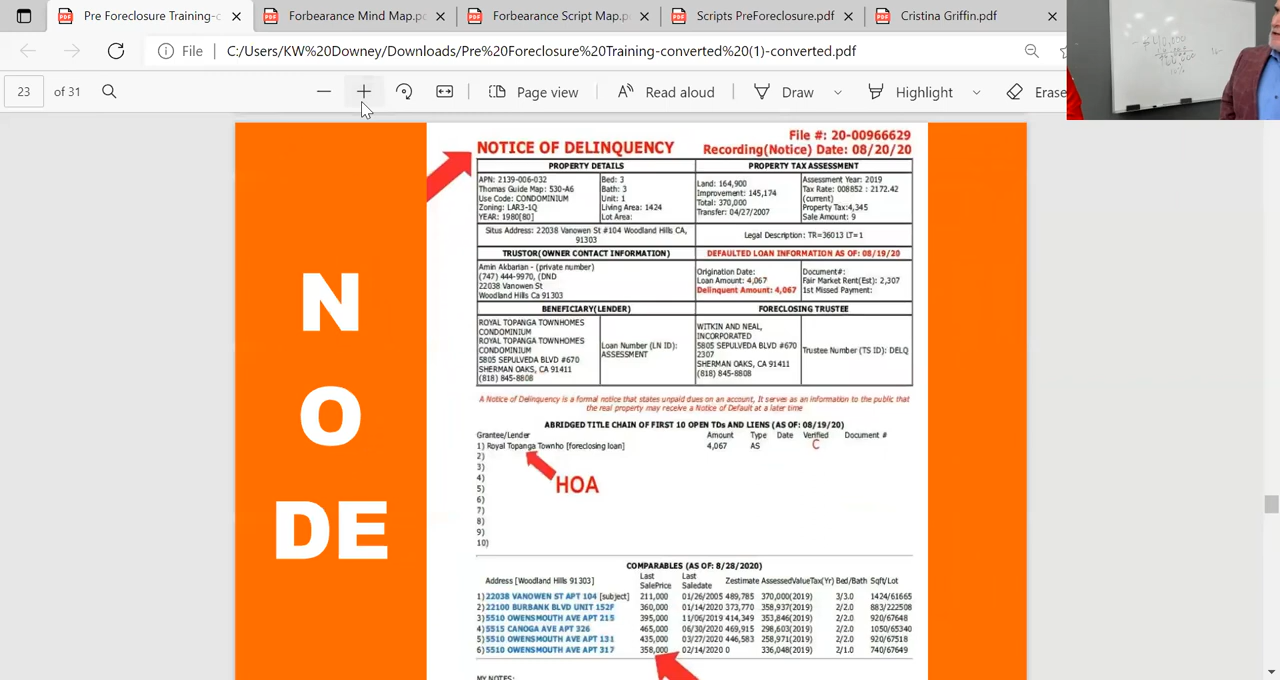 Pre Foreclosure Training-c
Forbearance Mind Map.p
Forbearance Script Map.p
Scripts PreForeclosure.pdf
Cristina Griffin.pdf
File
C:/Users/KW%20Downey/Downloads/Pre%20Foreclosure%20Training-converted%20(1)-converted.pdf
23 of 31
Page view
Read aloud
Draw
Highlight
Erase
N
O
DE
NOTICE OF DELINQUENCY
File #: 20-00966629
Recording(Notice) Date: 08/20/20
PROPERTY DETAILS
APN: 2139-006-032
Thomas Guide Map: 530-A6
Use Code: CONDOMINIUM
Zoning: LAR3-1Q
YEAR: 1980[80]
Bed: 3
Bath: 3
Unit: 1
Living Area: 1424
Lot Area:
PROPERTY TAX ASSESSMENT
Land: 164,900
Improvement: 145,174
Total: 370,000
Transfer: 04/27/2007
Assessment Year: 2019
Tax Rate: 008852 : 2172.42
(current)
Property Tax:4,345
Sale Amount: 9
Situs Address: 22038 Vanowen St #104 Woodland Hills CA,
91303
Legal Description: TR=36013 LT=1
TRUSTOR(OWNER CONTACT INFORMATION)
Amin Akbarian - (private number)
(747) 444-9970, (DND
22038 Vanowen St
Woodland Hills Ca 91303
DEFAULTED LOAN INFORMATION AS OF: 08/19/20
Origination Date:
Loan Amount: 4,067
Delinquent Amount: 4,067
Document#:
Fair Market Rent(Est): 2,307
1st Missed Payment:
BENEFICIARY(LENDER)
ROYAL TOPANGA TOWNHOMES
CONDOMINIUM
ROYAL TOPANGA TOWNHOMES
CONDOMINIUM
5805 SEPULVEDA BLVD #670
SHERMAN OAKS, CA 91411
(818) 845-8808
Loan Number (LN ID):
ASSESSMENT
FORECLOSING TRUSTEE
WITKIN AND NEAL,
INCORPORATED
5805 SEPULVEDA BLVD #670
2307
SHERMAN OAKS, CA 91411
(818) 845-8808
Trustee Number (TS ID): DELQ
A Notice of Delinquency is a formal notice that states unpaid dues on an account, It serves as an information to the public that
the real property may receive a Notice of Default at a later time
ABRIDGED TITLE CHAIN OF FIRST 10 OPEN TDs AND LIENS (AS OF: 08/19/20)
Grantee/Lender Amount Type Date Verified Document #
1) Royal Topanga Townho [foreclosing loan] 4,067 AS C
2)
3)
4)
5)
HOA
6)
7)
8)
9)
10)
COMPARABLES (AS OF: 8/28/2020)
Address [Woodland Hills 91303] Last SalePrice Last Saledate Zestimate AssessedValueTax(Yr) Bed/Bath Sqft/Lot
1) 22038 VANOWEN ST APT 104 [subject] 211,000 01/26/2005 489,785 370,000(2019) 3/3.0 1424/61665
2) 22100 BURBANK BLVD UNIT 152F 360,000 01/14/2020 373,770 358,937(2019) 2/2.0 883/222508
3) 5510 OWENSMOUTH AVE APT 215 395,000 11/06/2019 414,349 353,846(2019) 2/2.0 920/67648
4) 5515 CANOGA AVE APT 326 465,000 06/30/2020 469,915 298,603(2019) 2/2.0 1050/65340
5) 5510 OWENSMOUTH AVE APT 131 435,000 03/27/2020 446,583 258,971(2019) 2/2.0 920/67518
6) 5510 OWENSMOUTH AVE APT 317 358,000 02/14/2020 0 336,048(2019) 2/1.0 740/67649
MY NOTES: